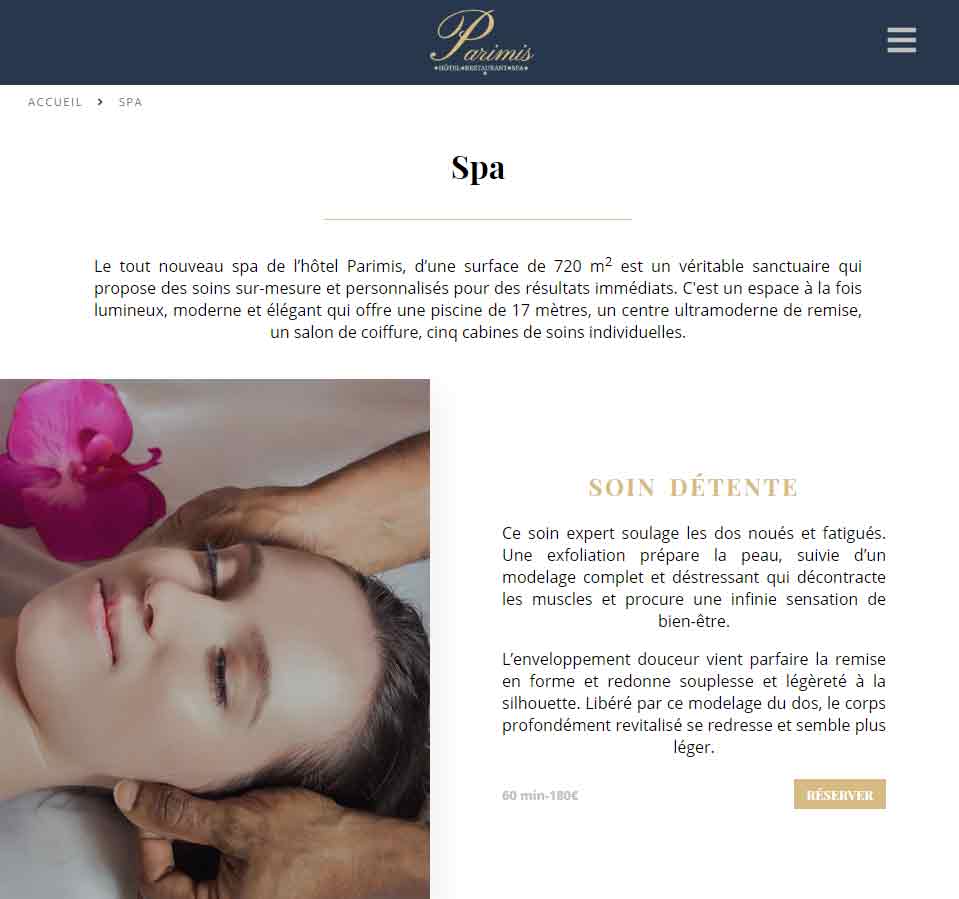 Parimis
HÔTEL★RESTAURANT★SPA
ACCUEIL > SPA
Spa
Le tout nouveau spa de l’hôtel Parimis, d’une surface de 720 m² est un véritable sanctuaire qui
propose des soins sur-mesure et personnalisés pour des résultats immédiats. C'est un espace à la fois
lumineux, moderne et élégant qui offre une piscine de 17 mètres, un centre ultramoderne de remise,
un salon de coiffure, cinq cabines de soins individuelles.
SOIN DÉTENTE
Ce soin expert soulage les dos noués et fatigués.
Une exfoliation prépare la peau, suivie d’un
modelage complet et déstressant qui décontracte
les muscles et procure une infinie sensation de
bien-être.
L’enveloppement douceur vient parfaire la remise
en forme et redonne souplesse et légèreté à la
silhouette. Libéré par ce modelage du dos, le corps
profondément revitalisé se redresse et semble plus
léger.
60 min-180€
RÉSERVER